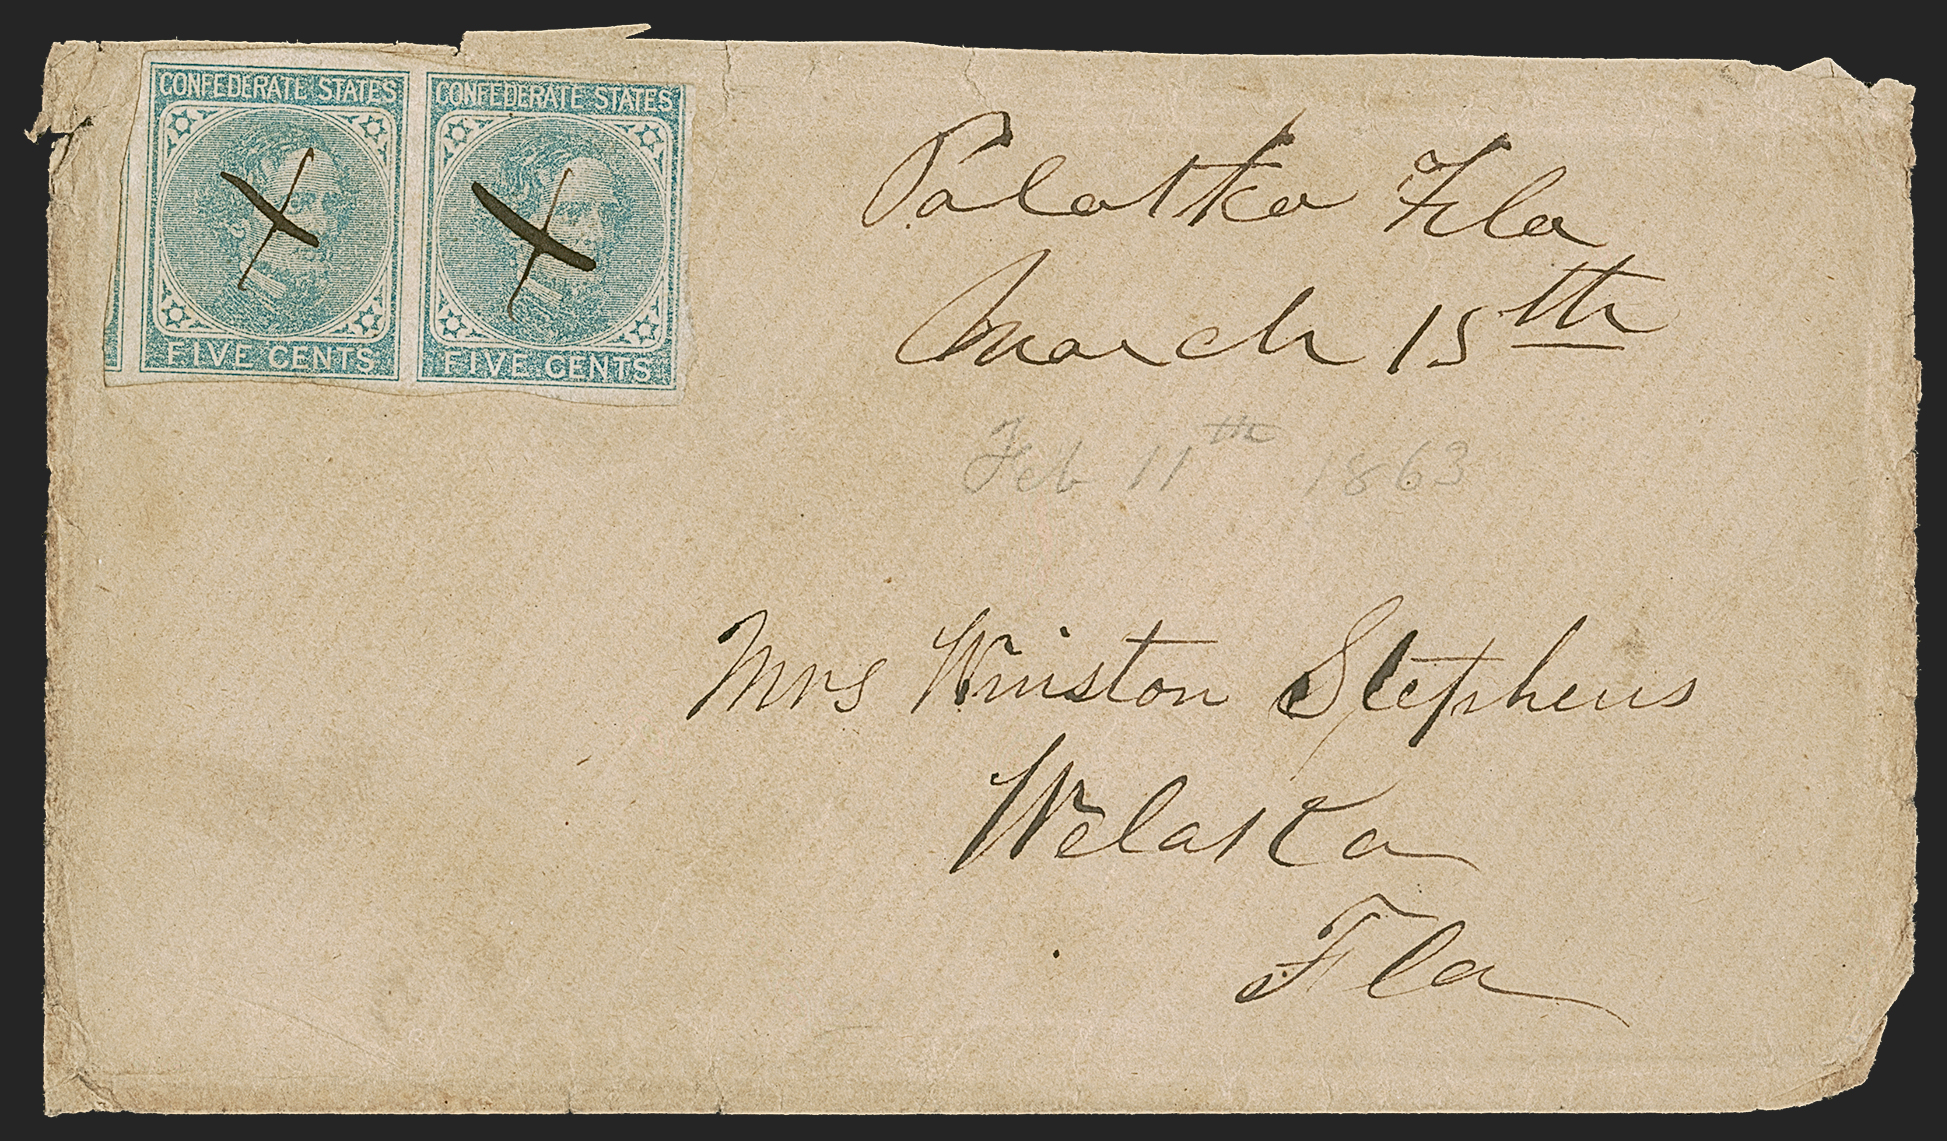 CONFEDERATE STATES
FIVE CENTS
CONFEDERATE STATES
FIVE CENTS
Palatka Fla
March 15th
Feb 11th 1863
Mrs Winston Stephens
Welaka
Fla